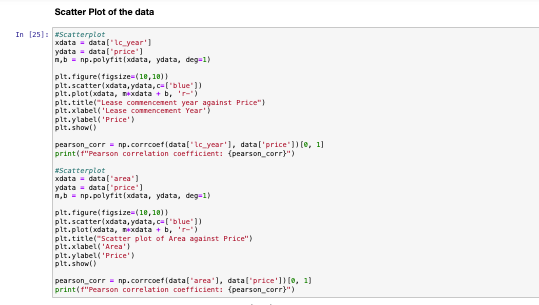 Scatter Plot of the data
In [25]: #Scatterplot
xdata = data['lc_year']
ydata = data['price']
m,b = np.polyfit(xdata, ydata, deg=1)
plt.figure(figsize=(10,10))
plt.scatter(xdata,ydata,c=['blue'])
plt.plot(xdata, m*xdata + b, 'r-')
plt.title("Lease commencement year against Price")
plt.xlabel('Lease commencement Year')
plt.ylabel('Price')
plt.show()
pearson_corr = np.corrcoef(data['lc_year'], data['price'])[0, 1]
print(f"Pearson correlation coefficient: {pearson_corr}")
#Scatterplot
xdata = data['area']
ydata = data['price']
m,b = np.polyfit(xdata, ydata, deg=1)
plt.figure(figsize=(10,10))
plt.scatter(xdata,ydata,c=['blue'])
plt.plot(xdata, m*xdata + b, 'r-')
plt.title("Scatter plot of Area against Price")
plt.xlabel('Area')
plt.ylabel('Price')
plt.show()
pearson_corr = np.corrcoef(data['area'], data['price'])[0, 1]
print(f"Pearson correlation coefficient: {pearson_corr}")